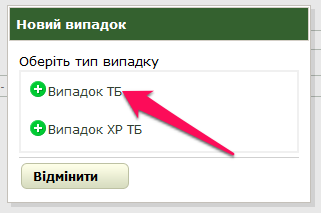 Новий випадок
Оберіть тип випадку
Випадок ТБ
Випадок ХР ТБ
Відмінити